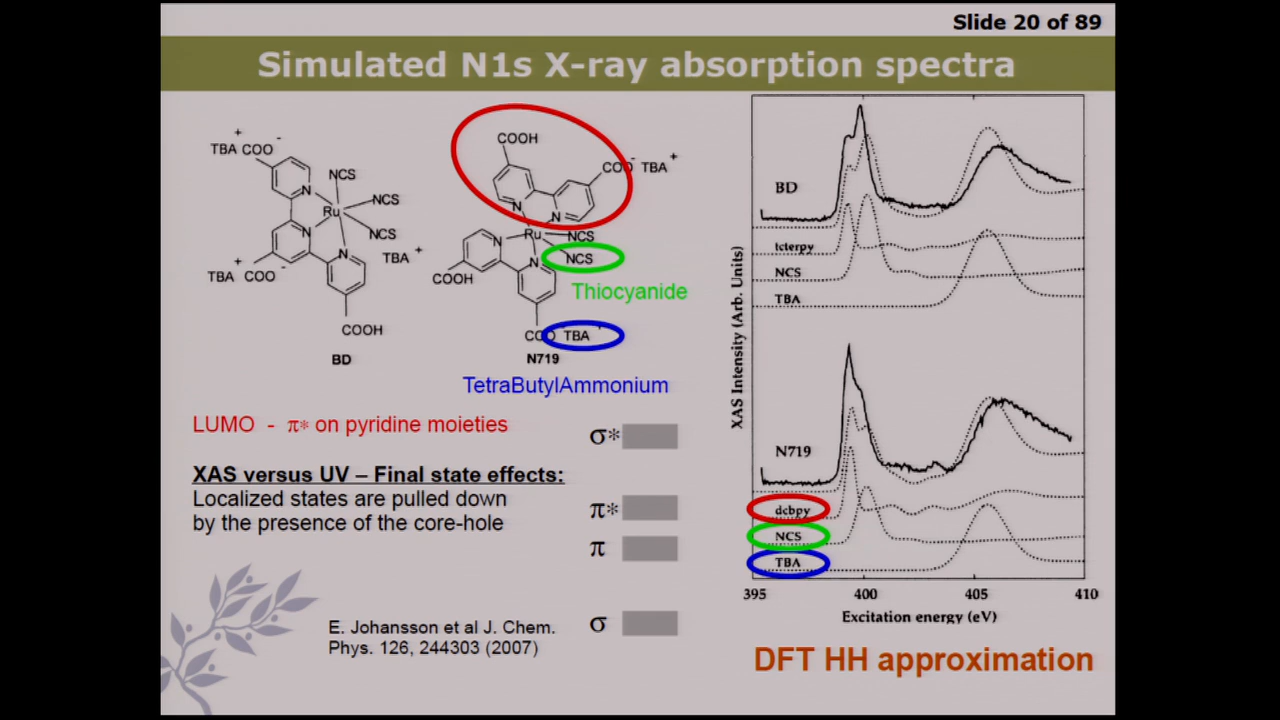 Slide 20 of 89
Simulated N1s X-ray absorption spectra
TBA + COO -
NCS
N
Ru
NCS
N
NCS
N
TBA +
TBA + COO -
COOH
BD
COOH
COO - TBA +
N
N
Ru
NCS
N
N
NCS
COOH
Thiocyanide
COO TBA +
N719
TetraButylAmmonium
LUMO - π* on pyridine moieties
XAS versus UV – Final state effects:
Localized states are pulled down
by the presence of the core-hole
σ*
π*
π
σ
E. Johansson et al J. Chem.
Phys. 126, 244303 (2007)
XAS Intensity (Arb. Units)
BD
tcterpy
NCS
TBA
N719
dcbpy
NCS
TBA
395 400 405 410
Excitation energy (eV)
DFT HH approximation